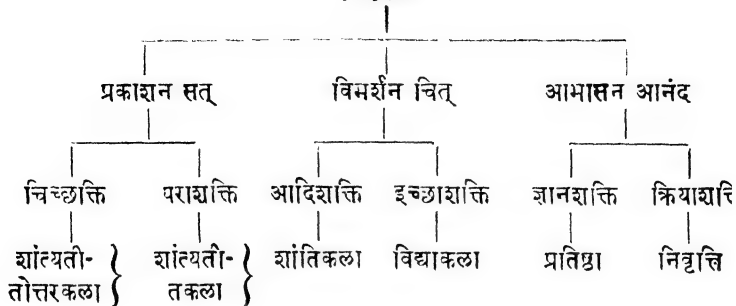 प्रकाशन सत् विमर्शन चित् आभासन आनंद
चिच्छक्ति पराशक्ति आदिशक्ति इच्छाशक्ति ज्ञानशक्ति
शांत्यती- } शांत्यती- } शांतिकला विद्याकला प्रतिष्ठा निवृत्ति
तोत्तरकला } तकला }